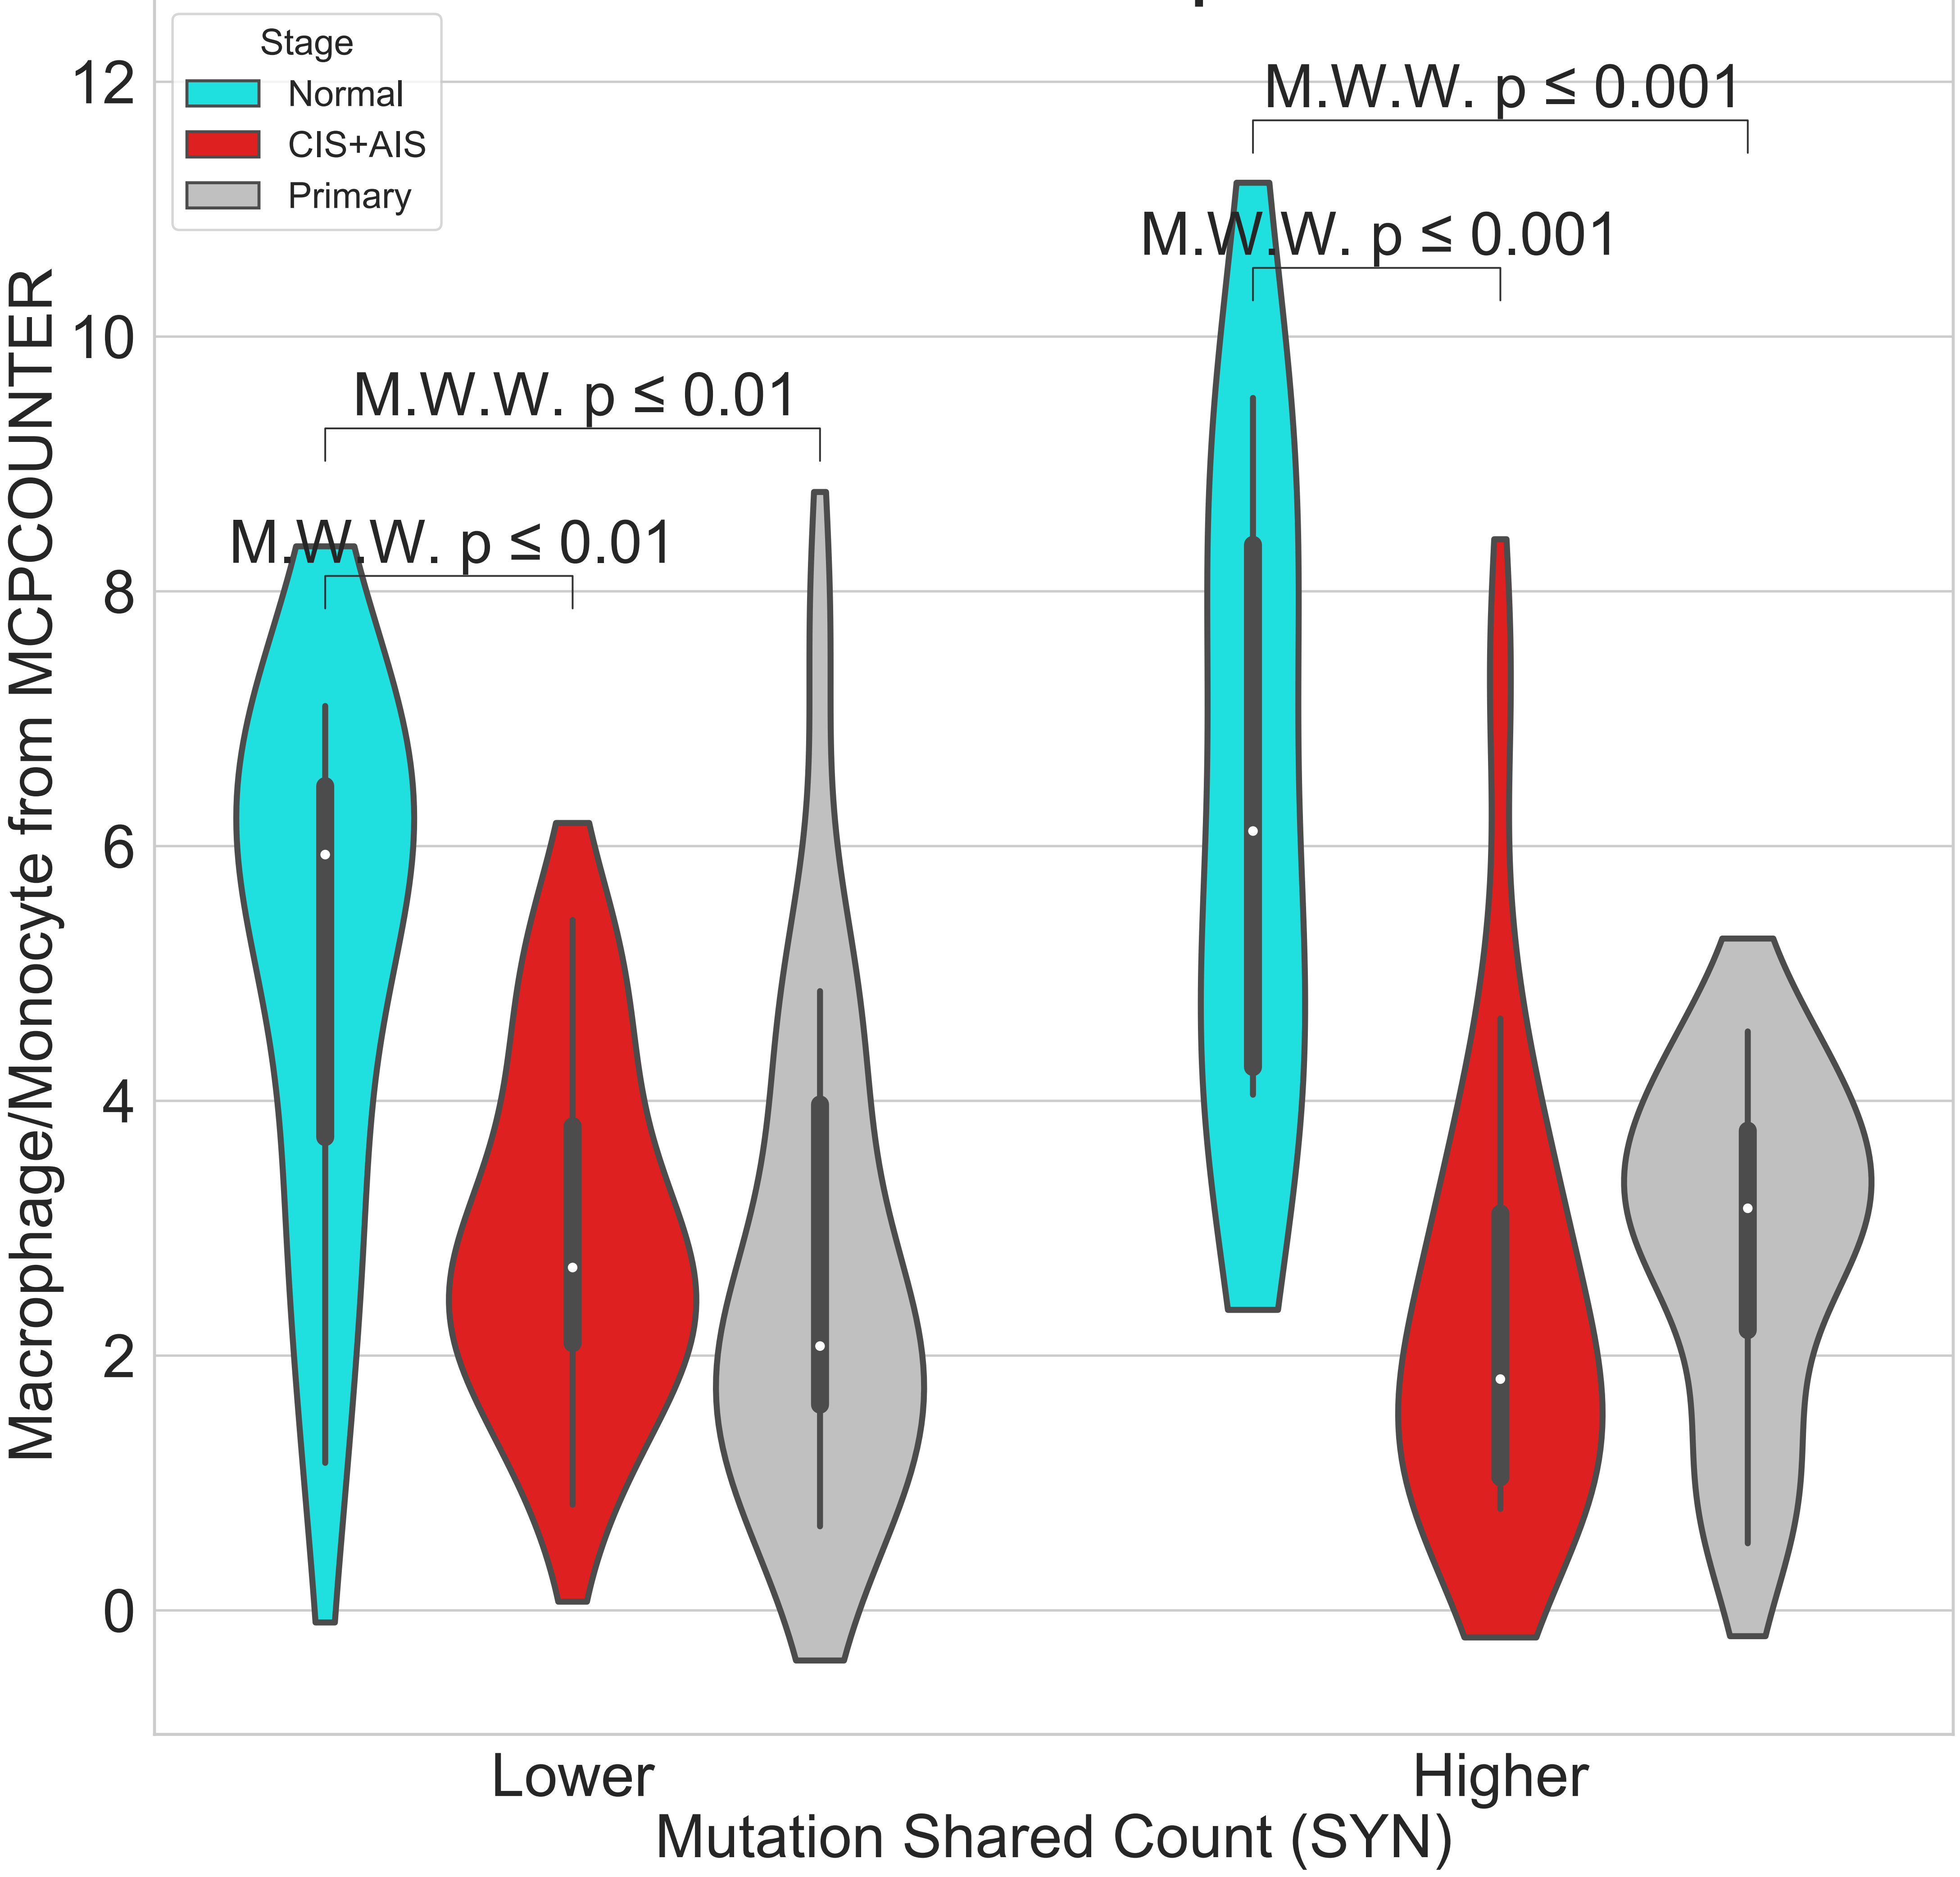 Stage
Normal
CIS+AIS
Primary
M.W.W. p ≤ 0.001
M.W.W. p ≤ 0.001
M.W.W. p ≤ 0.01
M.W.W. p ≤ 0.01
Macrophage/Monocyte from MCPCOUNTER
12
10
8
6
4
2
0
Lower
Higher
Mutation Shared Count (SYN)